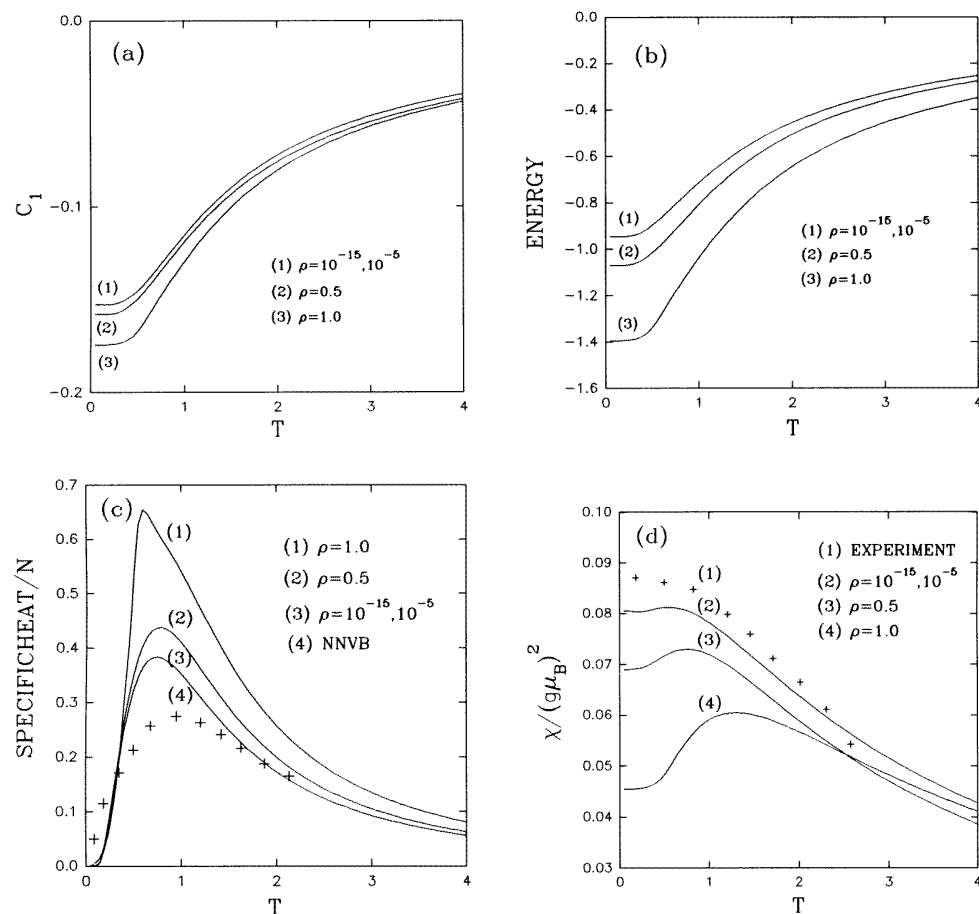 (a)
0.0
−0.1
−0.2
C₁
(1)
(2)
(3)
(1) ρ=10⁻¹⁵,10⁻⁵
(2) ρ=0.5
(3) ρ=1.0
0 1 2 3 4
T
(b)
−0.0
−0.2
−0.4
−0.6
−0.8
−1.0
−1.2
−1.4
−1.6
ENERGY
(1)
(2)
(3)
(1) ρ=10⁻¹⁵,10⁻⁵
(2) ρ=0.5
(3) ρ=1.0
0 1 2 3 4
T
(c)
0.7
0.6
0.5
0.4
0.3
0.2
0.1
0.0
SPECIFICHEAT/N
(1)
(2)
(3)
(4)
(1) ρ=1.0
(2) ρ=0.5
(3) ρ=10⁻¹⁵,10⁻⁵
(4) NNVB
0 1 2 3 4
T
(d)
0.10
0.09
0.08
0.07
0.06
0.05
0.04
0.03
χ/(gμ_B)²
(1)
(2)
(3)
(4)
(1) EXPERIMENT
(2) ρ=10⁻¹⁵,10⁻⁵
(3) ρ=0.5
(4) ρ=1.0
0 1 2 3 4
T